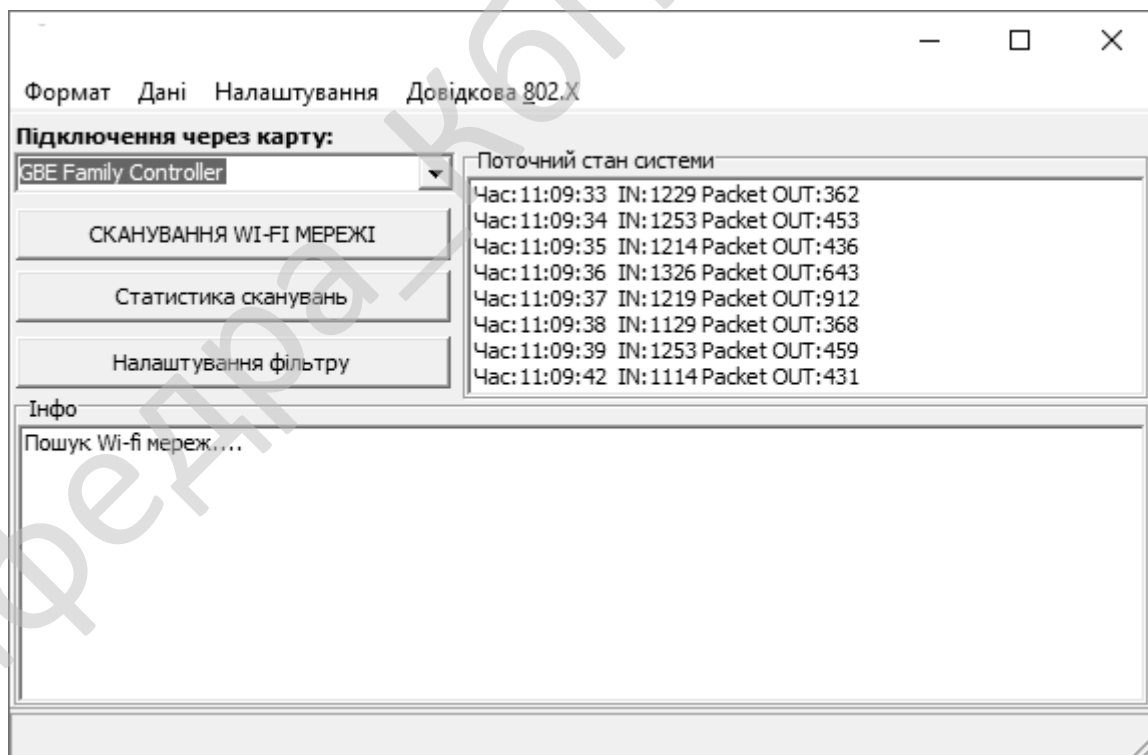 Формат Дані Налаштування Довідкова 802.X
Підключення через карту:
GBE Family Controller
СКАНУВАННЯ WI-FI МЕРЕЖІ
Статистика сканувань
Налаштування фільтру
Поточний стан системи
Час:11:09:33 IN:1229 Packet OUT:362
Час:11:09:34 IN:1253 Packet OUT:453
Час:11:09:35 IN:1214 Packet OUT:436
Час:11:09:36 IN:1326 Packet OUT:643
Час:11:09:37 IN:1219 Packet OUT:912
Час:11:09:38 IN:1129 Packet OUT:368
Час:11:09:39 IN:1253 Packet OUT:459
Час:11:09:42 IN:1114 Packet OUT:431
Інфо
Пошук Wi-fi мереж....